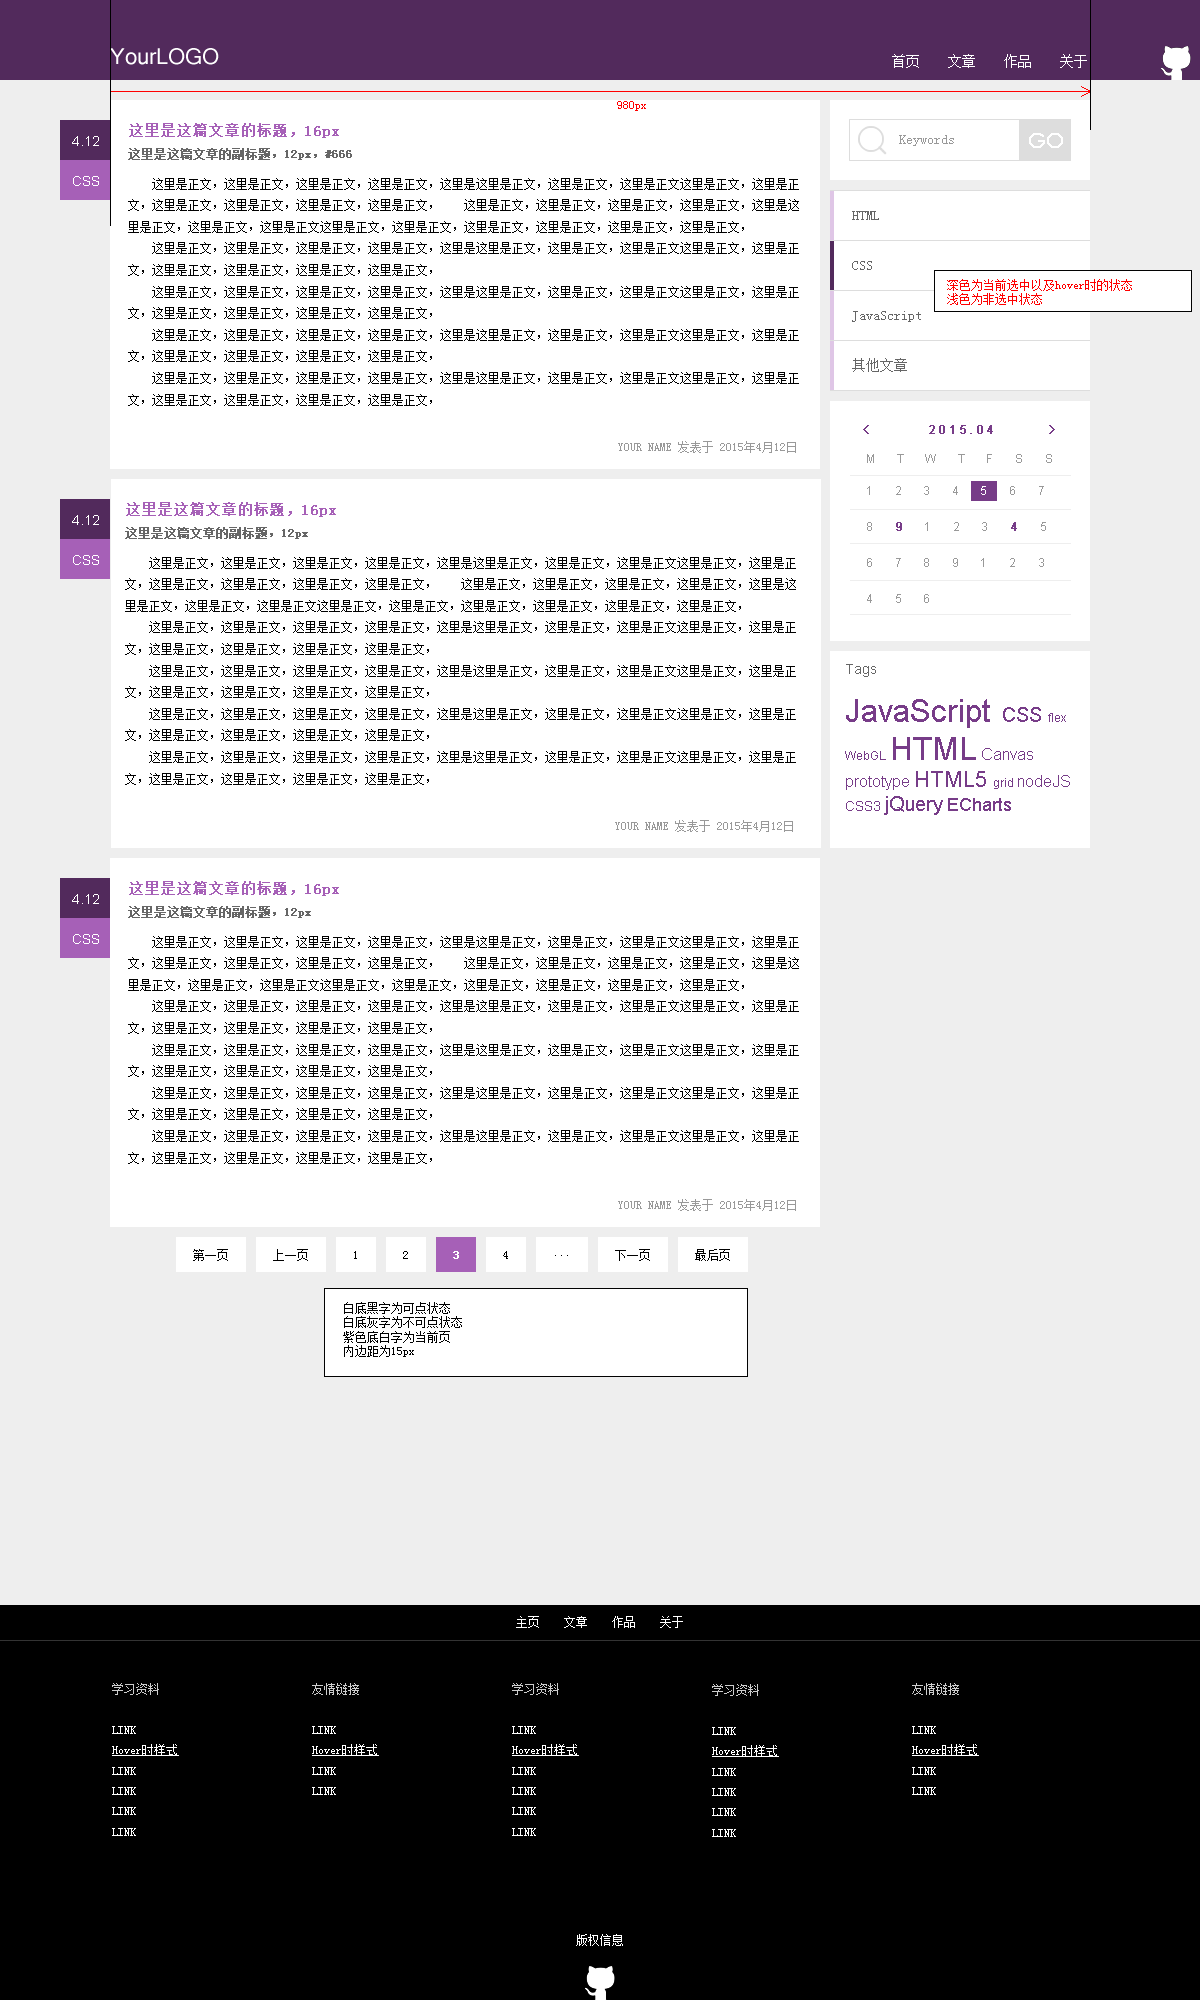 YourLOGO
首页 文章 作品 关于
980px
4.12
CSS
这里是这篇文章的标题，16px
这里是这篇文章的副标题，12px，#666
这里是正文，这里是正文，这里是正文，这里是正文，这里是这里是正文，这里是正文，这里是正文这里是正文，这里是正
文，这里是正文，这里是正文，这里是正文，这里是正文， 这里是正文，这里是正文，这里是正文，这里是正文，这里是这
里是正文，这里是正文，这里是正文这里是正文，这里是正文，这里是正文，这里是正文，这里是正文，这里是正文，
这里是正文，这里是正文，这里是正文，这里是正文，这里是这里是正文，这里是正文，这里是正文这里是正文，这里是正
文，这里是正文，这里是正文，这里是正文，这里是正文，
这里是正文，这里是正文，这里是正文，这里是正文，这里是这里是正文，这里是正文，这里是正文这里是正文，这里是正
文，这里是正文，这里是正文，这里是正文，这里是正文，
这里是正文，这里是正文，这里是正文，这里是正文，这里是这里是正文，这里是正文，这里是正文这里是正文，这里是正
文，这里是正文，这里是正文，这里是正文，这里是正文，
这里是正文，这里是正文，这里是正文，这里是正文，这里是这里是正文，这里是正文，这里是正文这里是正文，这里是正
文，这里是正文，这里是正文，这里是正文，这里是正文，
YOUR NAME 发表于 2015年4月12日
4.12
CSS
这里是这篇文章的标题，16px
这里是这篇文章的副标题，12px
这里是正文，这里是正文，这里是正文，这里是正文，这里是这里是正文，这里是正文，这里是正文这里是正文，这里是正
文，这里是正文，这里是正文，这里是正文，这里是正文， 这里是正文，这里是正文，这里是正文，这里是正文，这里是这
里是正文，这里是正文，这里是正文这里是正文，这里是正文，这里是正文，这里是正文，这里是正文，这里是正文，
这里是正文，这里是正文，这里是正文，这里是正文，这里是这里是正文，这里是正文，这里是正文这里是正文，这里是正
文，这里是正文，这里是正文，这里是正文，这里是正文，
这里是正文，这里是正文，这里是正文，这里是正文，这里是这里是正文，这里是正文，这里是正文这里是正文，这里是正
文，这里是正文，这里是正文，这里是正文，这里是正文，
这里是正文，这里是正文，这里是正文，这里是正文，这里是这里是正文，这里是正文，这里是正文这里是正文，这里是正
文，这里是正文，这里是正文，这里是正文，这里是正文，
这里是正文，这里是正文，这里是正文，这里是正文，这里是这里是正文，这里是正文，这里是正文这里是正文，这里是正
文，这里是正文，这里是正文，这里是正文，这里是正文，
YOUR NAME 发表于 2015年4月12日
4.12
CSS
这里是这篇文章的标题，16px
这里是这篇文章的副标题，12px
这里是正文，这里是正文，这里是正文，这里是正文，这里是这里是正文，这里是正文，这里是正文这里是正文，这里是正
文，这里是正文，这里是正文，这里是正文，这里是正文， 这里是正文，这里是正文，这里是正文，这里是正文，这里是这
里是正文，这里是正文，这里是正文这里是正文，这里是正文，这里是正文，这里是正文，这里是正文，这里是正文，
这里是正文，这里是正文，这里是正文，这里是正文，这里是这里是正文，这里是正文，这里是正文这里是正文，这里是正
文，这里是正文，这里是正文，这里是正文，这里是正文，
这里是正文，这里是正文，这里是正文，这里是正文，这里是这里是正文，这里是正文，这里是正文这里是正文，这里是正
文，这里是正文，这里是正文，这里是正文，这里是正文，
这里是正文，这里是正文，这里是正文，这里是正文，这里是这里是正文，这里是正文，这里是正文这里是正文，这里是正
文，这里是正文，这里是正文，这里是正文，这里是正文，
这里是正文，这里是正文，这里是正文，这里是正文，这里是这里是正文，这里是正文，这里是正文这里是正文，这里是正
文，这里是正文，这里是正文，这里是正文，这里是正文，
YOUR NAME 发表于 2015年4月12日
第一页 上一页 1 2 3 4 ... 下一页 最后页
白底黑字为可点状态
白底灰字为不可点状态
紫色底白字为当前页
内边距为15px
Keywords GO
HTML
CSS
深色为当前选中以及hover时的状态
浅色为非选中状态
JavaScript
其他文章
< 2015.04 >
M T W T F S S
1 2 3 4 5 6 7
8 9 1 2 3 4 5
6 7 8 9 1 2 3
4 5 6
Tags
JavaScript CSS flex
WebGL HTML Canvas
prototype HTML5 grid nodeJS
CSS3 jQuery ECharts
主页 文章 作品 关于
学习资料
LINK
Hover时样式
LINK
LINK
LINK
LINK
友情链接
LINK
Hover时样式
LINK
LINK
学习资料
LINK
Hover时样式
LINK
LINK
LINK
LINK
学习资料
LINK
Hover时样式
LINK
LINK
LINK
LINK
友情链接
LINK
Hover时样式
LINK
LINK
版权信息